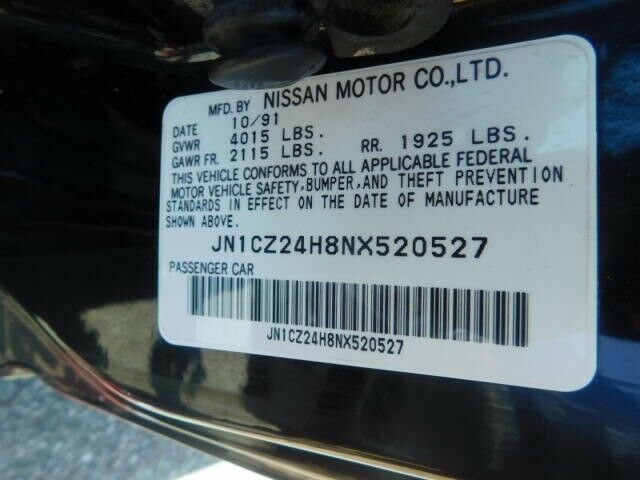 MFD. BY NISSAN MOTOR CO.,LTD.
DATE 10/91
GVWR 4015 LBS.
GAWR FR. 2115 LBS. RR. 1925 LBS.
THIS VEHICLE CONFORMS TO ALL APPLICABLE FEDERAL
MOTOR VEHICLE SAFETY, BUMPER, AND THEFT PREVENTION
STANDARDS IN EFFECT ON THE DATE OF MANUFACTURE
SHOWN ABOVE.
JN1CZ24H8NX520527
PASSENGER CAR
JN1CZ24H8NX520527